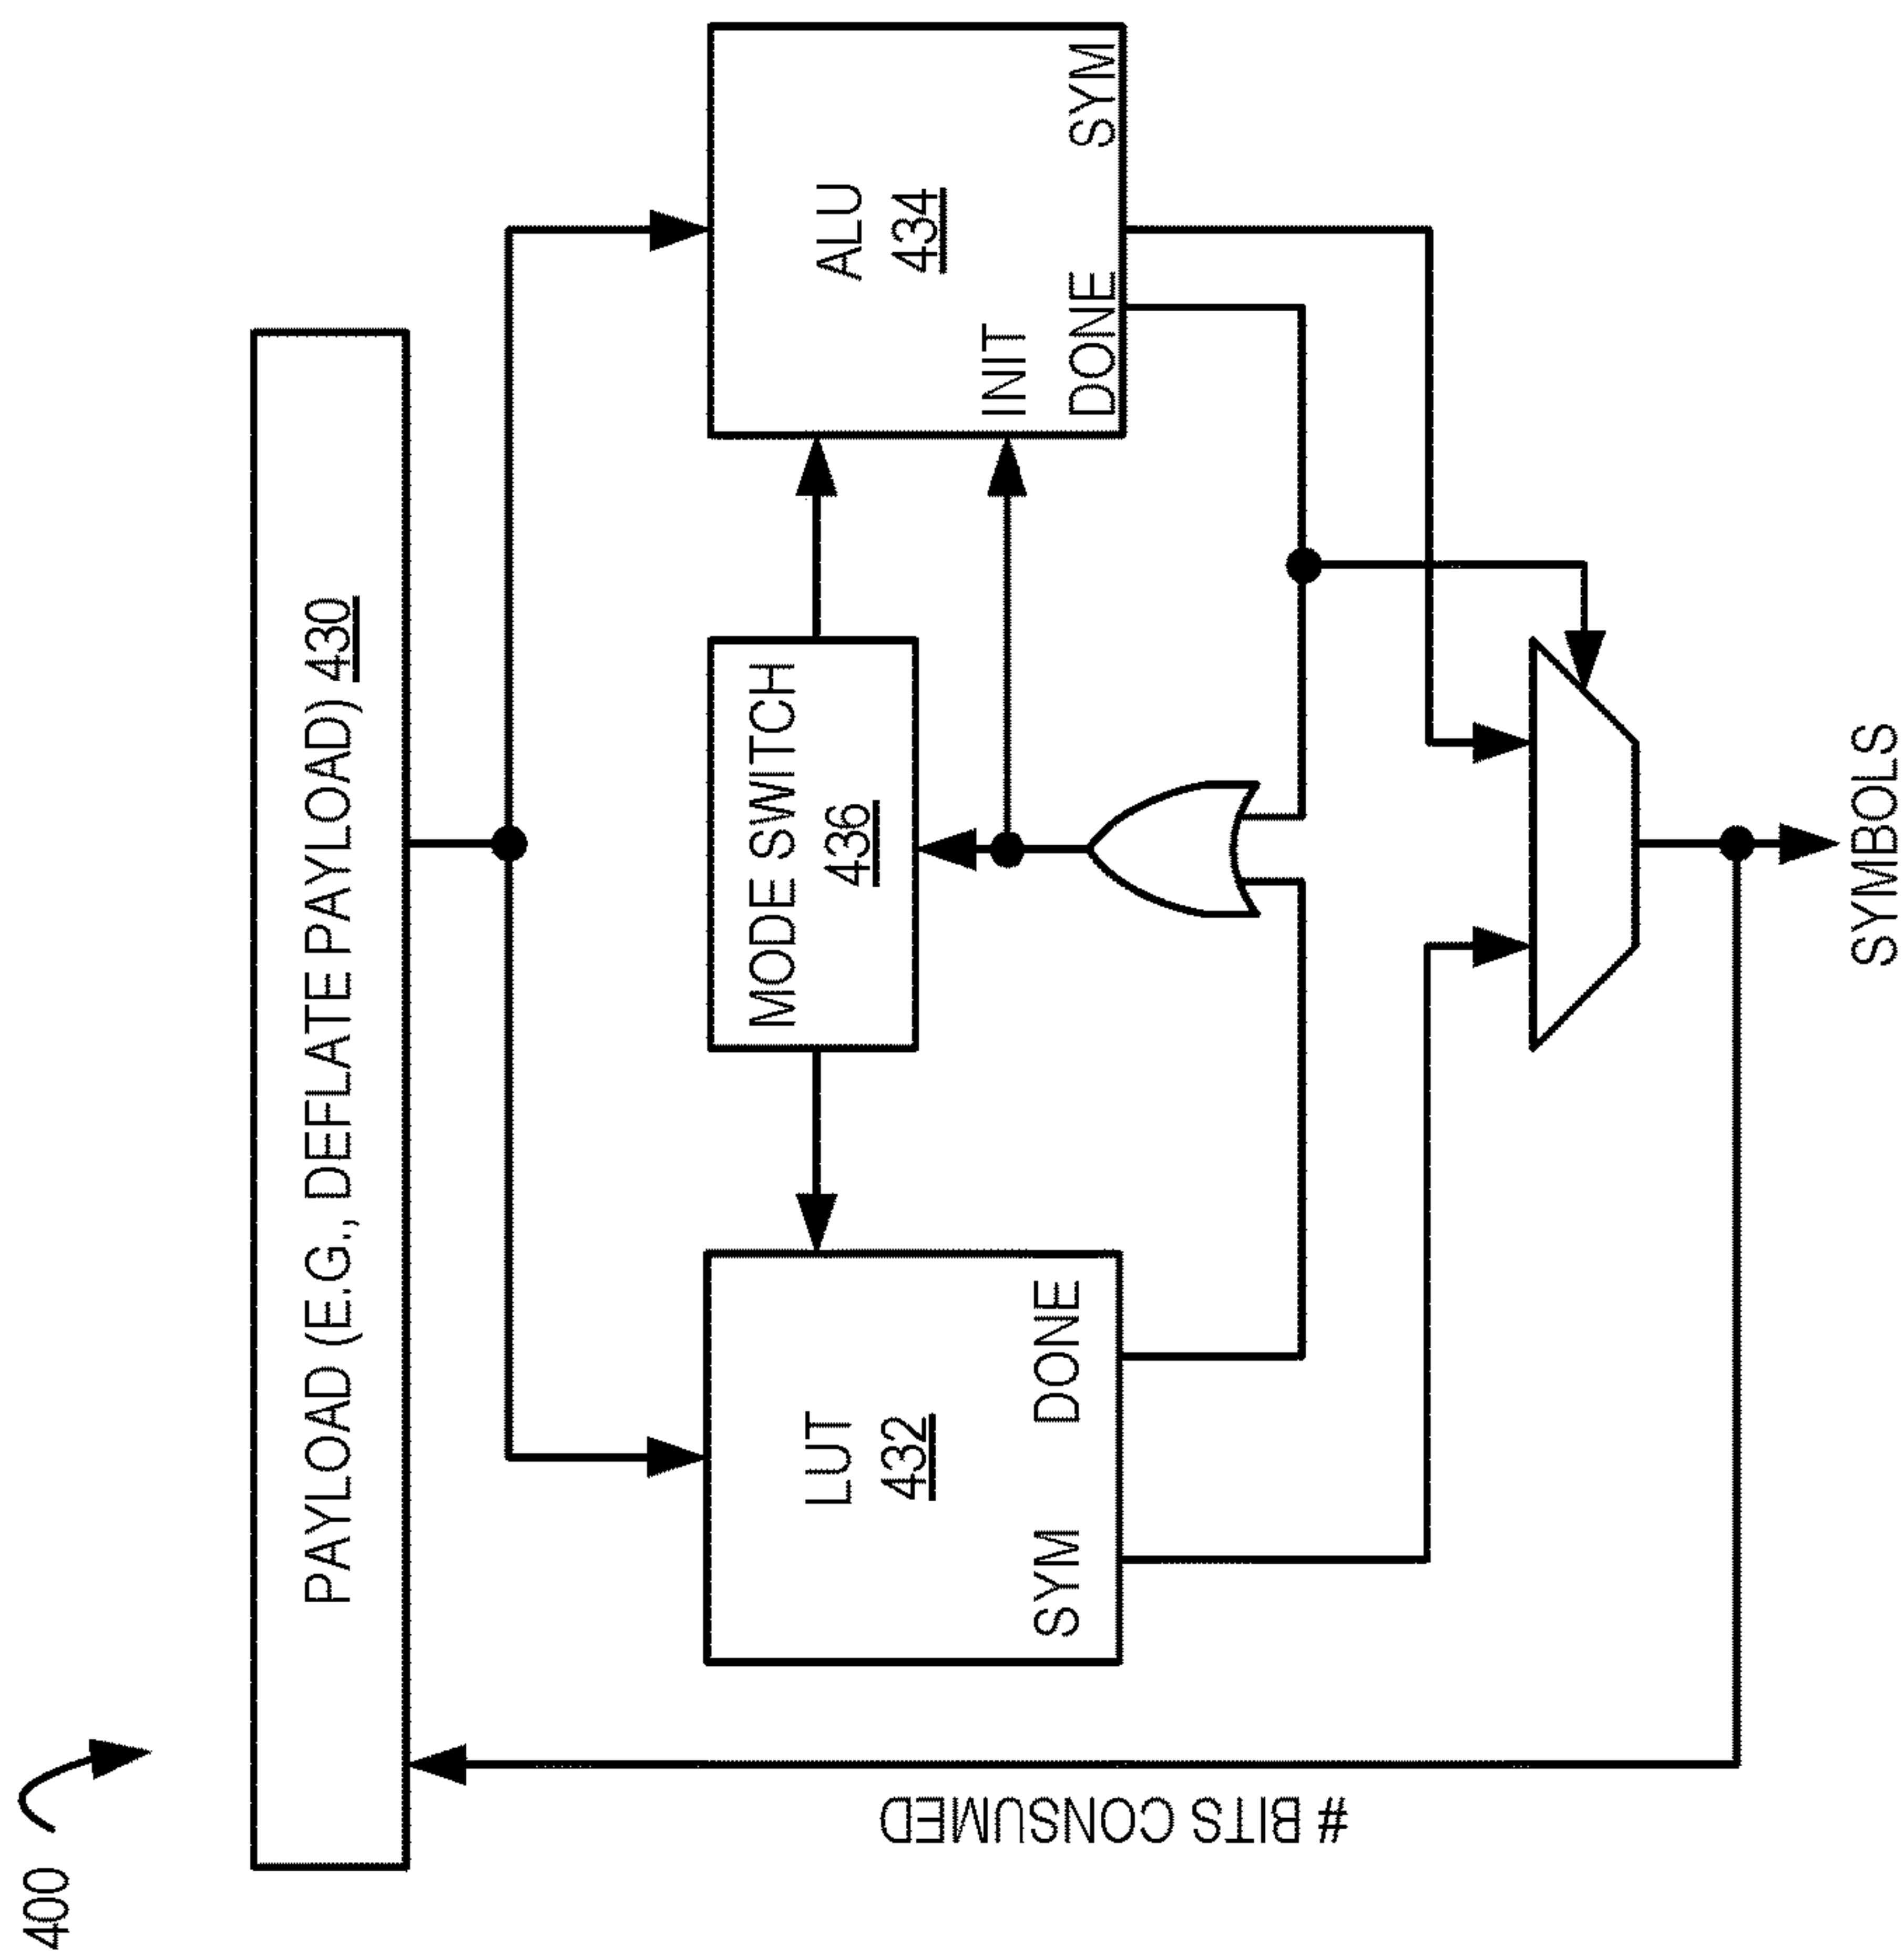 400
PAYLOAD (E.G., DEFLATE PAYLOAD) 430
LUT
432
SYM
DONE
MODE SWITCH
436
ALU
434
INIT
DONE
SYM
# BITS CONSUMED
SYMBOLS